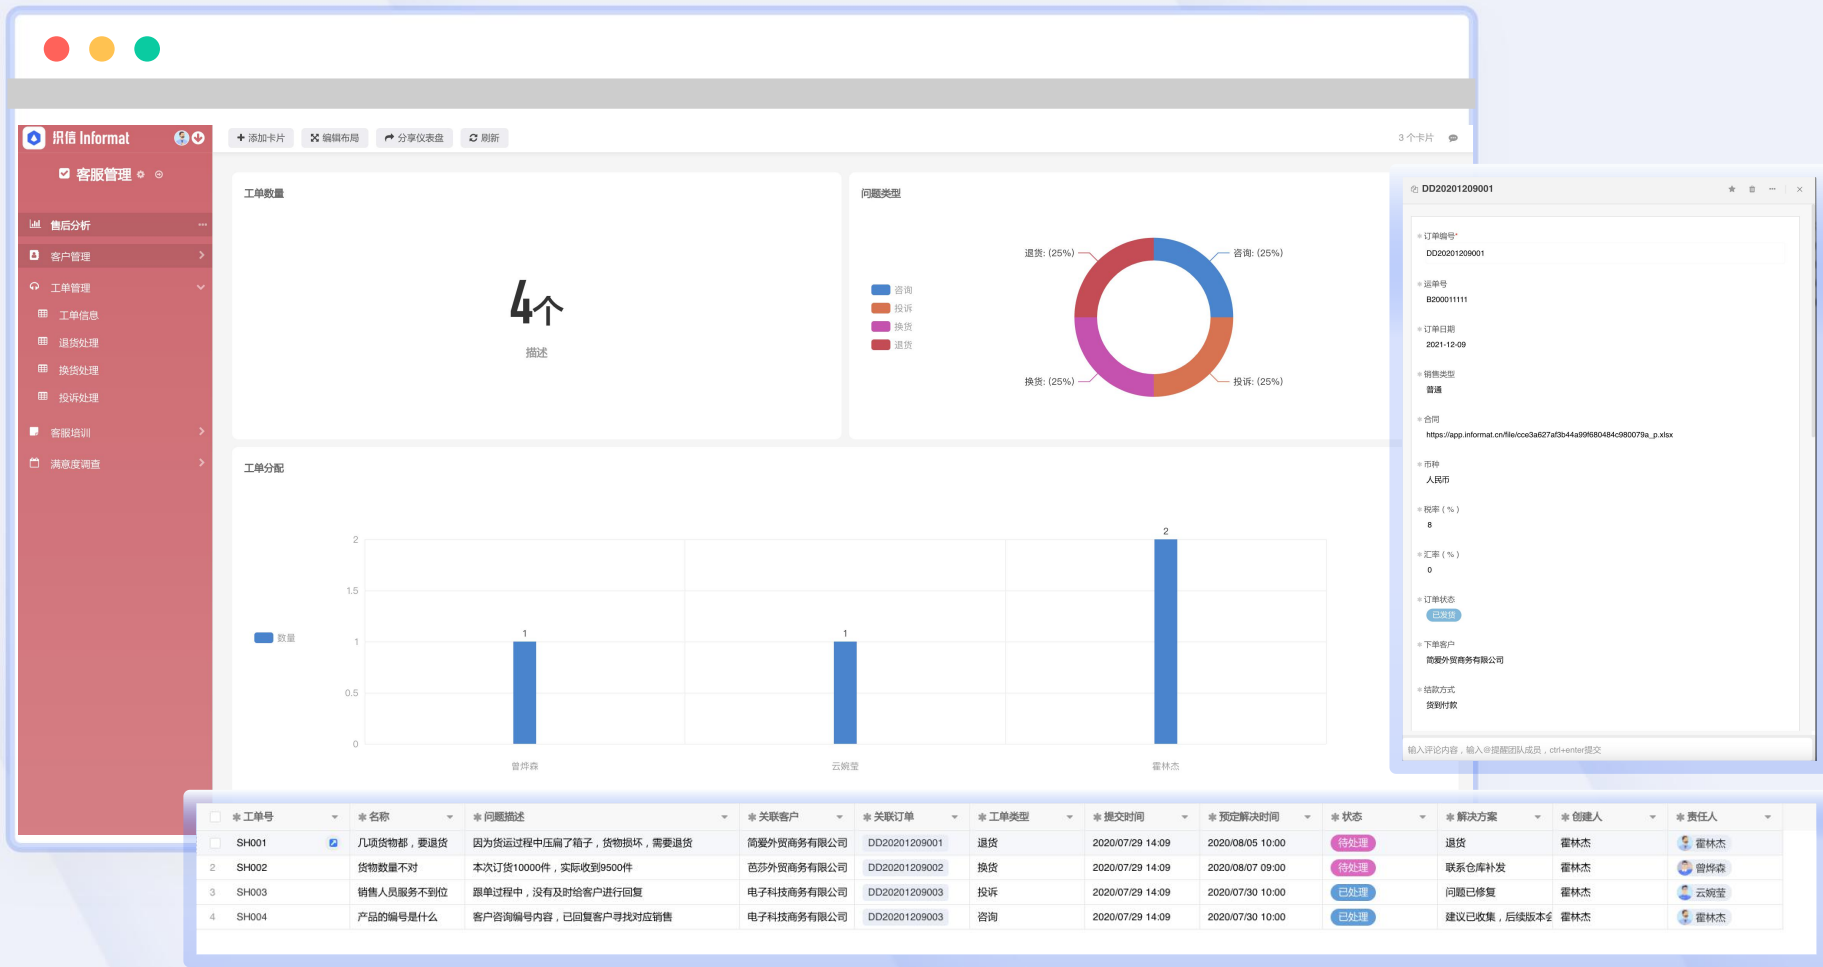 织信 Informat
客服管理
售后分析
客户管理
工单管理
工单信息
退货处理
换货处理
投诉处理
客服培训
满意度调查
添加卡片 编辑布局 分享仪表盘 刷新
3 个卡片
工单数量
4个
描述
问题类型
咨询
投诉
换货
退货
退货: (25%)
咨询: (25%)
换货: (25%)
投诉: (25%)
工单分配
数量
2
1.5
1
0.5
0
1
1
2
曾烨森
云婉莹
霍林杰
DD20201209001
订单编号*
DD20201209001
运单号
B200011111
订单日期
2021-12-09
销售类型
普通
合同
https://app.informat.cn/file/cce3a627af3b44a99f680484c980079a_p.xlsx
币种
人民币
税率 ( % )
8
汇率 ( % )
0
订单状态
已发货
下单客户
简爱外贸商务有限公司
结款方式
货到付款
输入评论内容，输入@提醒团队成员，ctrl+enter提交
工单号 名称 问题描述 关联客户 关联订单 工单类型 提交时间 预定解决时间 状态 解决方案 创建人 责任人
SH001 几项货物都，要退货 因为货运过程中压扁了箱子，货物损坏，需要退货 简爱外贸商务有限公司 DD20201209001 退货 2020/07/29 14:09 2020/08/05 10:00 待处理 退货 霍林杰 霍林杰
2 SH002 货物数量不对 本次订货10000件，实际收到9500件 芭莎外贸商务有限公司 DD20201209002 换货 2020/07/29 14:09 2020/08/07 09:00 待处理 联系仓库补发 霍林杰 曾烨森
3 SH003 销售人员服务不到位 跟单过程中，没有及时给客户进行回复 电子科技商务有限公司 DD20201209003 投诉 2020/07/29 14:09 2020/07/30 10:00 已处理 问题已修复 霍林杰 云婉莹
4 SH004 产品的编号是什么 客户咨询编号内容，已回复客户寻找对应销售 电子科技商务有限公司 DD20201209003 咨询 2020/07/29 14:09 2020/07/30 10:00 已处理 建议已收集，后续版本会 霍林杰 霍林杰